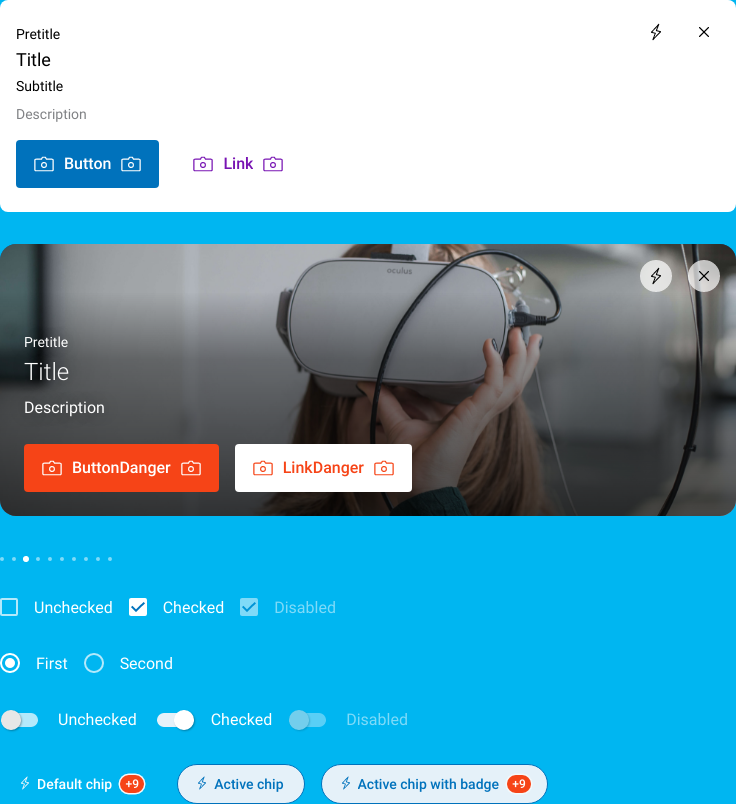 Pretitle
Title
Subtitle
Description
Button
Link
oculus
Pretitle
Title
Description
ButtonDanger
LinkDanger
Unchecked Checked Disabled
First Second
Unchecked Checked Disabled
Default chip +9 Active chip Active chip with badge +9